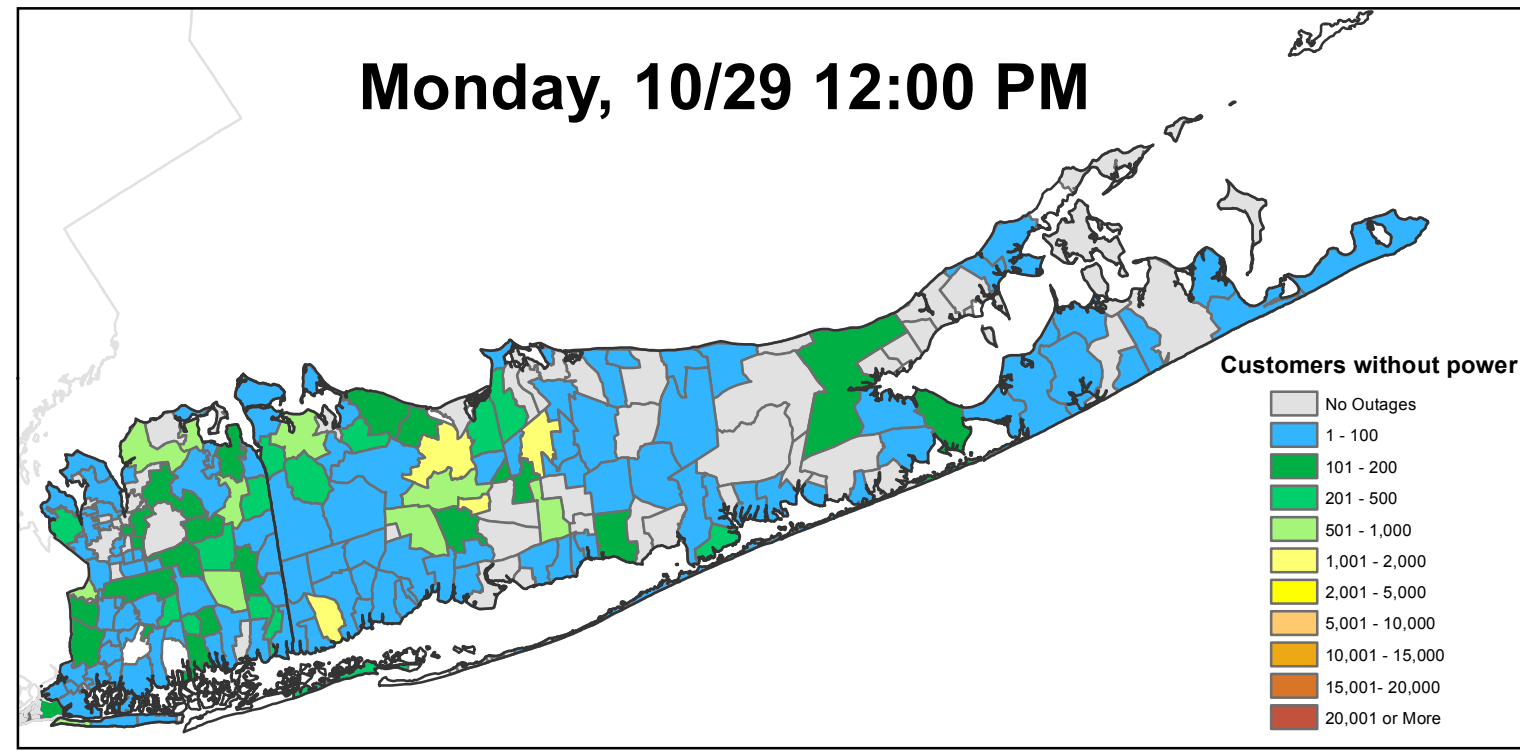 Monday, 10/29 12:00 PM
Customers without power
No Outages
1 - 100
101 - 200
201 - 500
501 - 1,000
1,001 - 2,000
2,001 - 5,000
5,001 - 10,000
10,001 - 15,000
15,001- 20,000
20,001 or More